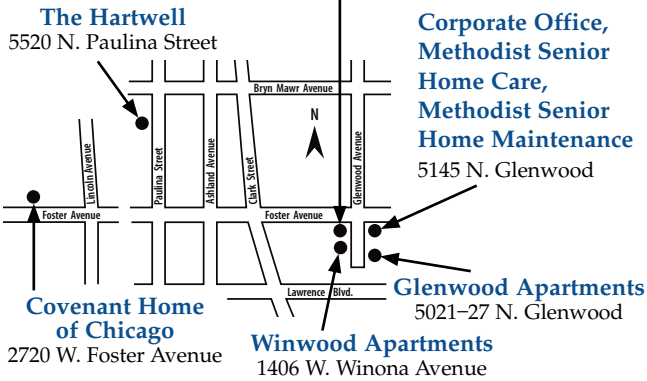 The Hartwell
5520 N. Paulina Street
Corporate Office,
Methodist Senior
Home Care,
Methodist Senior
Home Maintenance
5145 N. Glenwood
Bryn Mawr Avenue
N
Lincoln Avenue
Paulina Street
Ashland Avenue
Clark Street
Glenwood Avenue
Foster Avenue
Foster Avenue
Lawrence Blvd.
Covenant Home
of Chicago
2720 W. Foster Avenue
Winwood Apartments
1406 W. Winona Avenue
Glenwood Apartments
5021–27 N. Glenwood